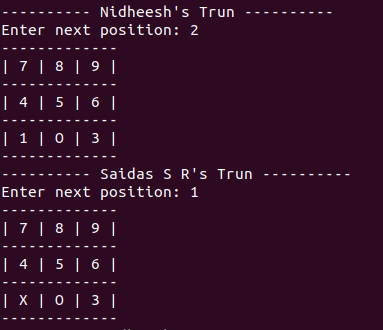 ---------- Nidheesh's Trun ----------
Enter next position: 2
-------------
| 7 | 8 | 9 |
-------------
| 4 | 5 | 6 |
-------------
| 1 | O | 3 |
-------------
---------- Saidas S R's Trun ----------
Enter next position: 1
-------------
| 7 | 8 | 9 |
-------------
| 4 | 5 | 6 |
-------------
| X | O | 3 |
-------------